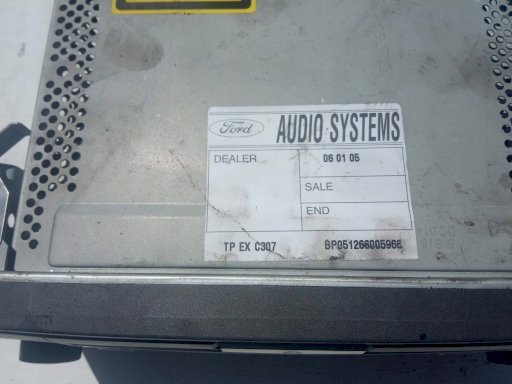 Ford
AUDIO SYSTEMS
DEALER
06 01 05
SALE
END
TP EX C307
BP051266005966